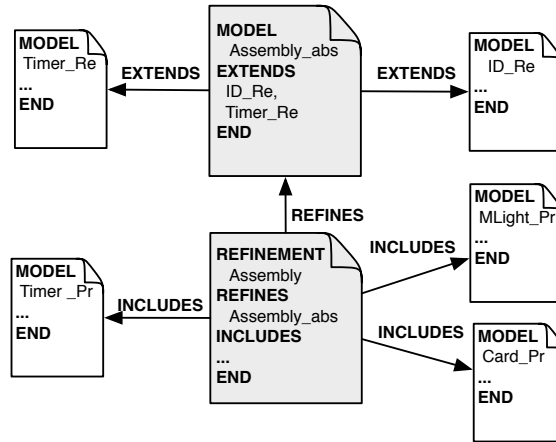 MODEL
Timer_Re
...
END
EXTENDS
MODEL
Assembly_abs
EXTENDS
ID_Re,
Timer_Re
END
EXTENDS
MODEL
ID_Re
...
END
REFINES
MODEL
Timer _Pr
...
END
INCLUDES
REFINEMENT
Assembly
REFINES
Assembly_abs
INCLUDES
...
END
INCLUDES
MODEL
MLight_Pr
...
END
INCLUDES
MODEL
Card_Pr
...
END